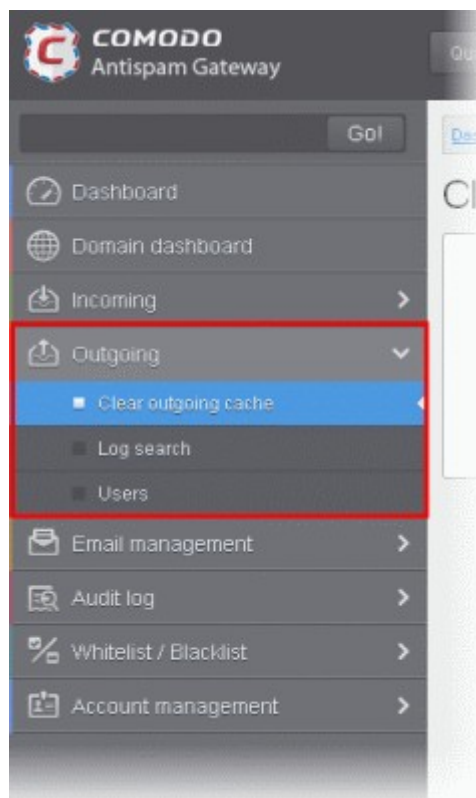 COMODO
Antispam Gateway
Go!
Dashboard
Domain dashboard
Incoming
Outgoing
Clear outgoing cache
Log search
Users
Email management
Audit log
Whitelist / Blacklist
Account management